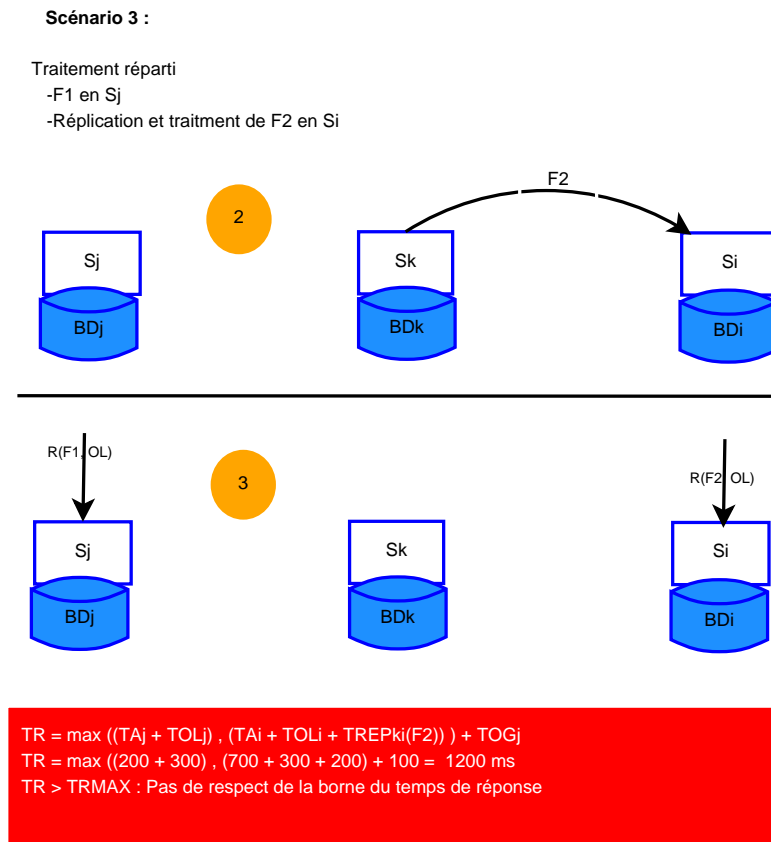 Scénario 3 :
Traitement réparti
-F1 en Sj
-Réplication et traitment de F2 en Si
F2
2
Sj
Sk
Si
BDj
BDk
BDi
R(F1, OL)
3
R(F2, OL)
Sj
Sk
Si
BDj
BDk
BDi
TR = max ((TAj + TOLj) , (TAi + TOLi + TREPki(F2)) ) + TOGj
TR = max ((200 + 300) , (700 + 300 + 200) + 100 = 1200 ms
TR > TRMAX : Pas de respect de la borne du temps de réponse